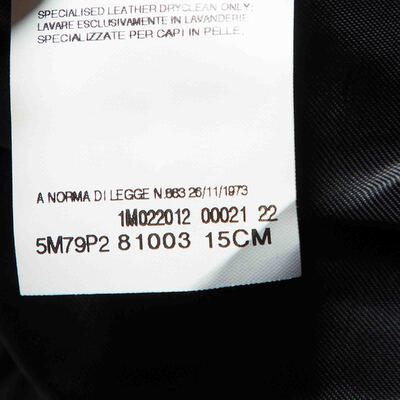 SPECIALISED LEATHER DRYCLEAN ONLY.
LAVARE ESCLUSIVAMENTE IN LAVANDERIE
SPECIALIZZATE PER CAPI IN PELLE.
A NORMA DI LEGGE N.883 26/11/1973
1M022012 00021 22
5M79P2 81003 15CM